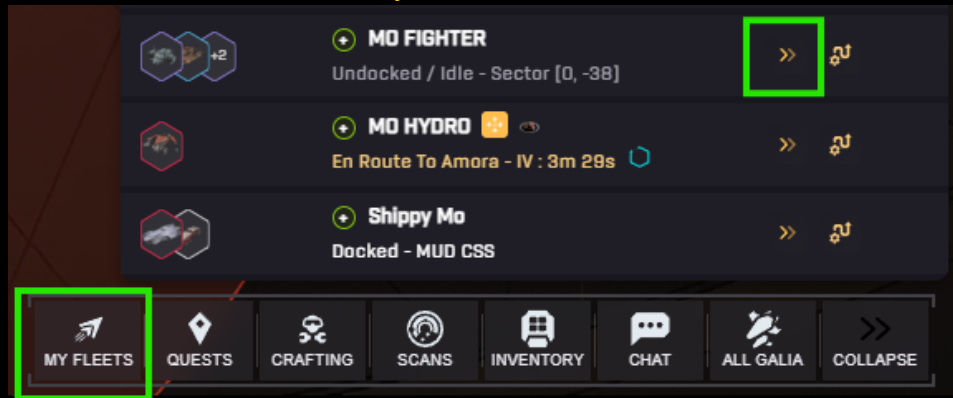 +2
MO FIGHTER
Undocked / Idle - Sector [0, -38]
MO HYDRO
En Route To Amora - IV : 3m 29s
Shippy Mo
Docked - MUD CSS
MY FLEETS
QUESTS
CRAFTING
SCANS
INVENTORY
CHAT
ALL GALIA
COLLAPSE